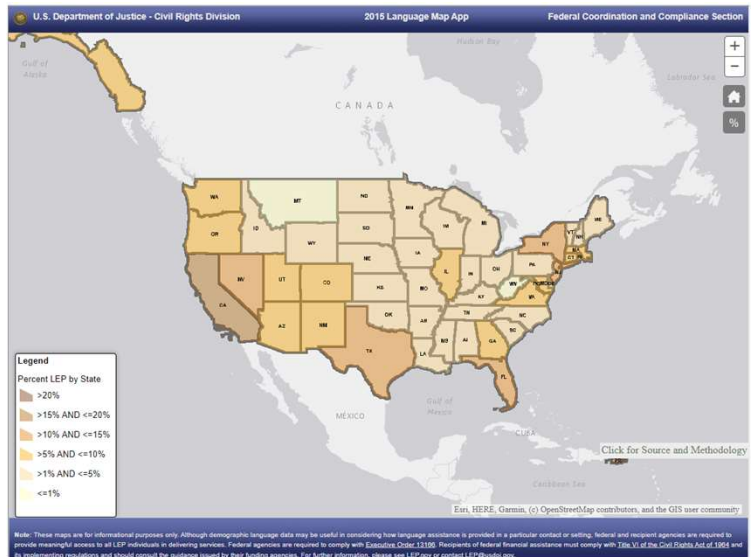 U.S. Department of Justice - Civil Rights Division
2015 Language Map App
Federal Coordination and Compliance Section
Hudson Bay
Gulf of
Alaska
Labrador Sea
+
−
%
CANADA
WA
MT
ND
MN
ME
OR
ID
SD
WI
MI
VT
NH
WY
NY
MA
IA
CT
RI
NE
PA
NJ
NV
UT
IL
IN
OH
CO
WV
CA
KS
MO
KY
VA
AZ
NM
OK
AR
TN
NC
SC
MS
AL
GA
TX
LA
FL
Legend
Percent LEP by State
>20%
>15% AND <=20%
>10% AND <=15%
>5% AND <=10%
>1% AND <=5%
<=1%
Gulf of
Mexico
MÉXICO
CUBA
Click for Source and Methodology
Caribbean Sea
Esri, HERE, Garmin, (c) OpenStreetMap contributors, and the GIS user community
Note: These maps are for informational purposes only. Although demographic language data may be useful in considering how language assistance is provided in a particular contact or setting, federal and recipient agencies are required to
provide meaningful access to all LEP individuals in delivering services. Federal agencies are required to comply with Executive Order 13166. Recipients of federal financial assistance must comply with Title VI of the Civil Rights Act of 1964 and
its implementing regulations and should consult the guidance issued by their funding agencies. For further information, please see LEP.gov or contact LEP@usdoj.gov.